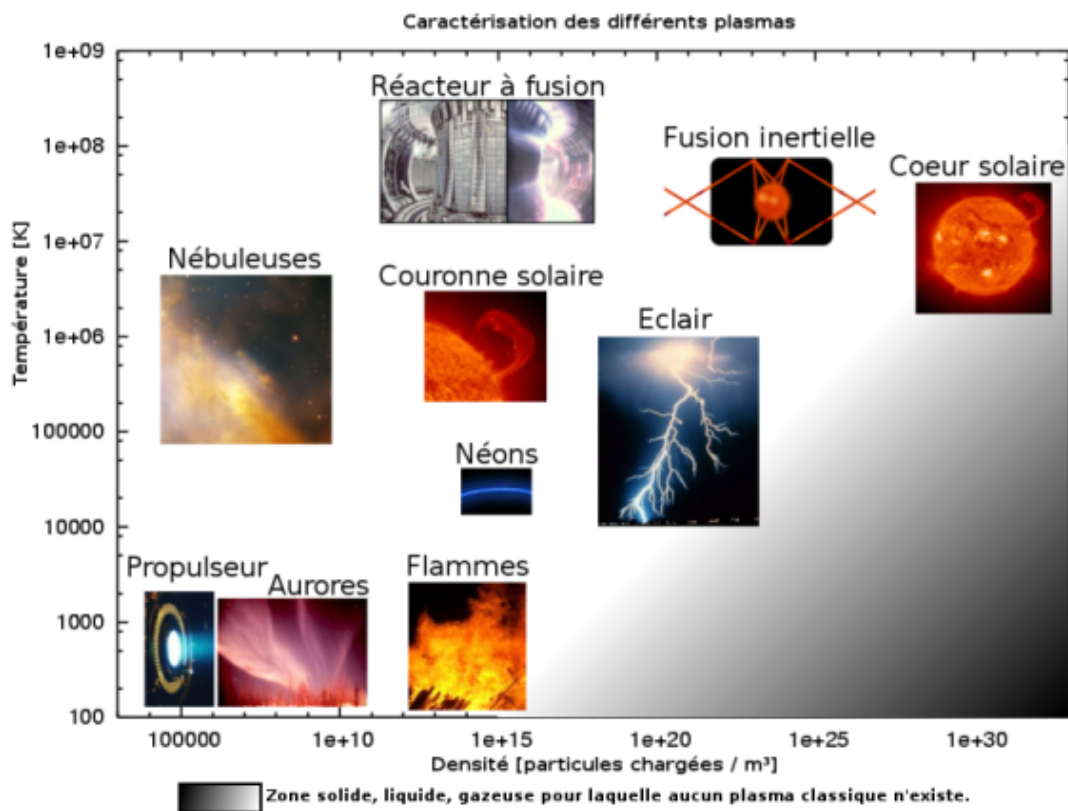 Caractérisation des différents plasmas
1e+09
1e+08
1e+07
1e+06
100000
10000
1000
100
Température [K]
Réacteur à fusion
Fusion inertielle
Coeur solaire
Nébuleuses
Couronne solaire
Eclair
Néons
Propulseur
Aurores
Flammes
100000 1e+10 1e+15 1e+20 1e+25 1e+30
Densité [particules chargées / m³]
Zone solide, liquide, gazeuse pour laquelle aucun plasma classique n'existe.